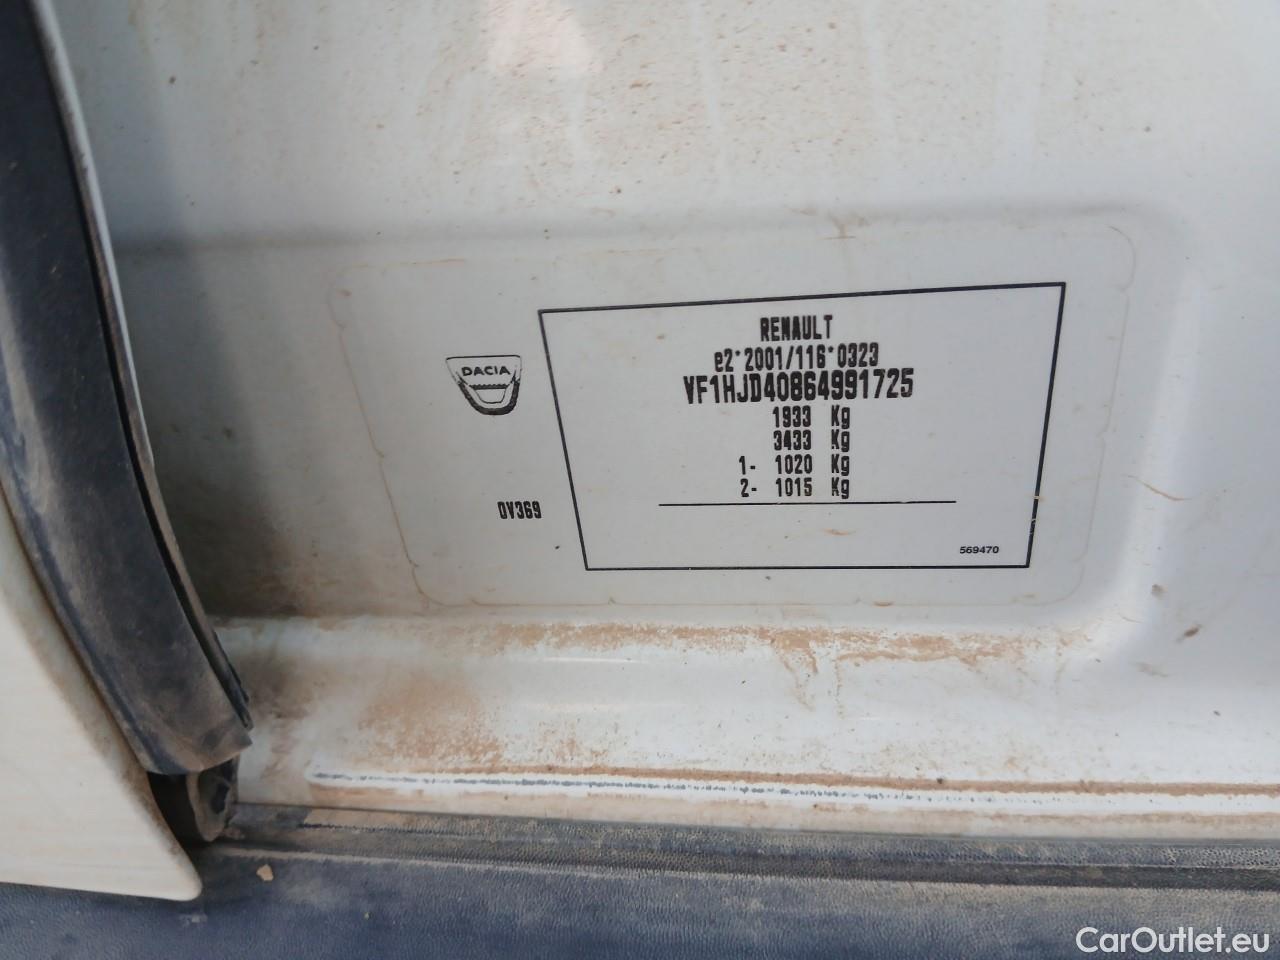 RENAULT
e2*2001/116*0323
VF1HJD40864991725
1933 Kg
3433 Kg
1- 1020 Kg
2- 1015 Kg
DACIA
0V369
569470
CarOutlet.eu